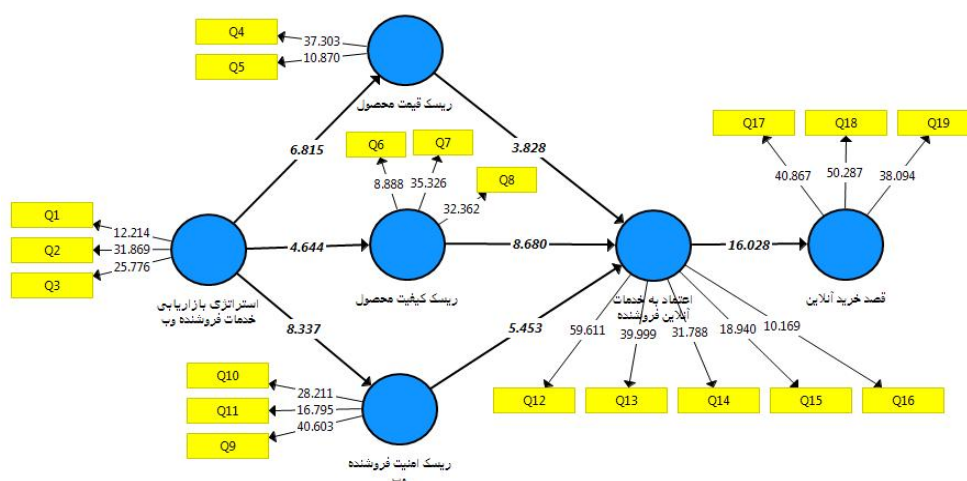 Q4
37.303
Q5
10.870
ریسک قیمت محصول
6.815
3.828
Q6
Q7
Q8
8.888
35.326
32.362
Q17
Q18
Q19
40.867
50.287
38.094
Q1
12.214
Q2
31.869
Q3
25.776
استراتژی بازاریابی
خدمات فروشنده وب
4.644
ریسک کیفیت محصول
8.680
اعتماد به خدمات
آنلاین فروشنده
16.028
قصد خرید آنلاین
8.337
5.453
59.611
39.999
31.788
18.940
10.169
Q10
28.211
Q11
16.795
Q9
40.603
ریسک امنیت فروشنده
Q12
Q13
Q14
Q15
Q16